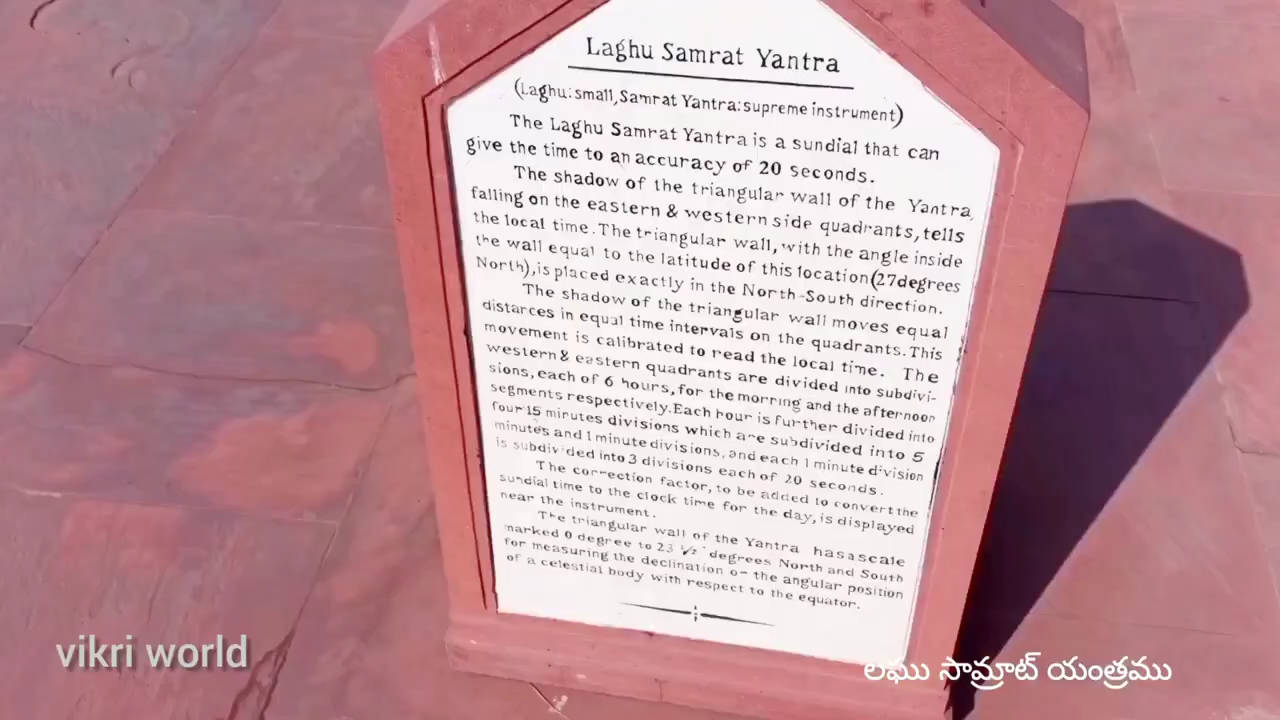 Laghu Samrat Yantra
(Laghu:small,Samrat Yantra:supreme instrument)
The Laghu Samrat Yantra is a sundial that can
give the time to an accuracy of 20 seconds.
The shadow of the triangular wall of the Yantra,
falling on the eastern & western side quadrants, tells
the local time. The triangular wall, with the angle inside
the wall equal to the latitude of this location (27degrees
North), is placed exactly in the North-South direction.
The shadow of the triangular wall moves equal
distances in equal time intervals on the quadrants. This
movement is calibrated to read the local time. The
western & eastern quadrants are divided into subdivi-
sions, each of 6 hours, for the morning and the afternoon
segments respectively. Each hour is further divided into
four 15 minutes divisions which are subdivided into 5
minutes and 1 minute divisions, and each 1 minute division
is subdivided into 3 divisions each of 20 seconds.
The correction factor, to be added to convert the
sundial time to the clock time for the day, is displayed
near the instrument.
The triangular wall of the Yantra has a scale
marked 0 degree to 23 ½ degrees North and South
for measuring the declination or the angular position
of a celestial body with respect to the equator.
vikri world
లఘు సామ్రాట్ యంత్రము